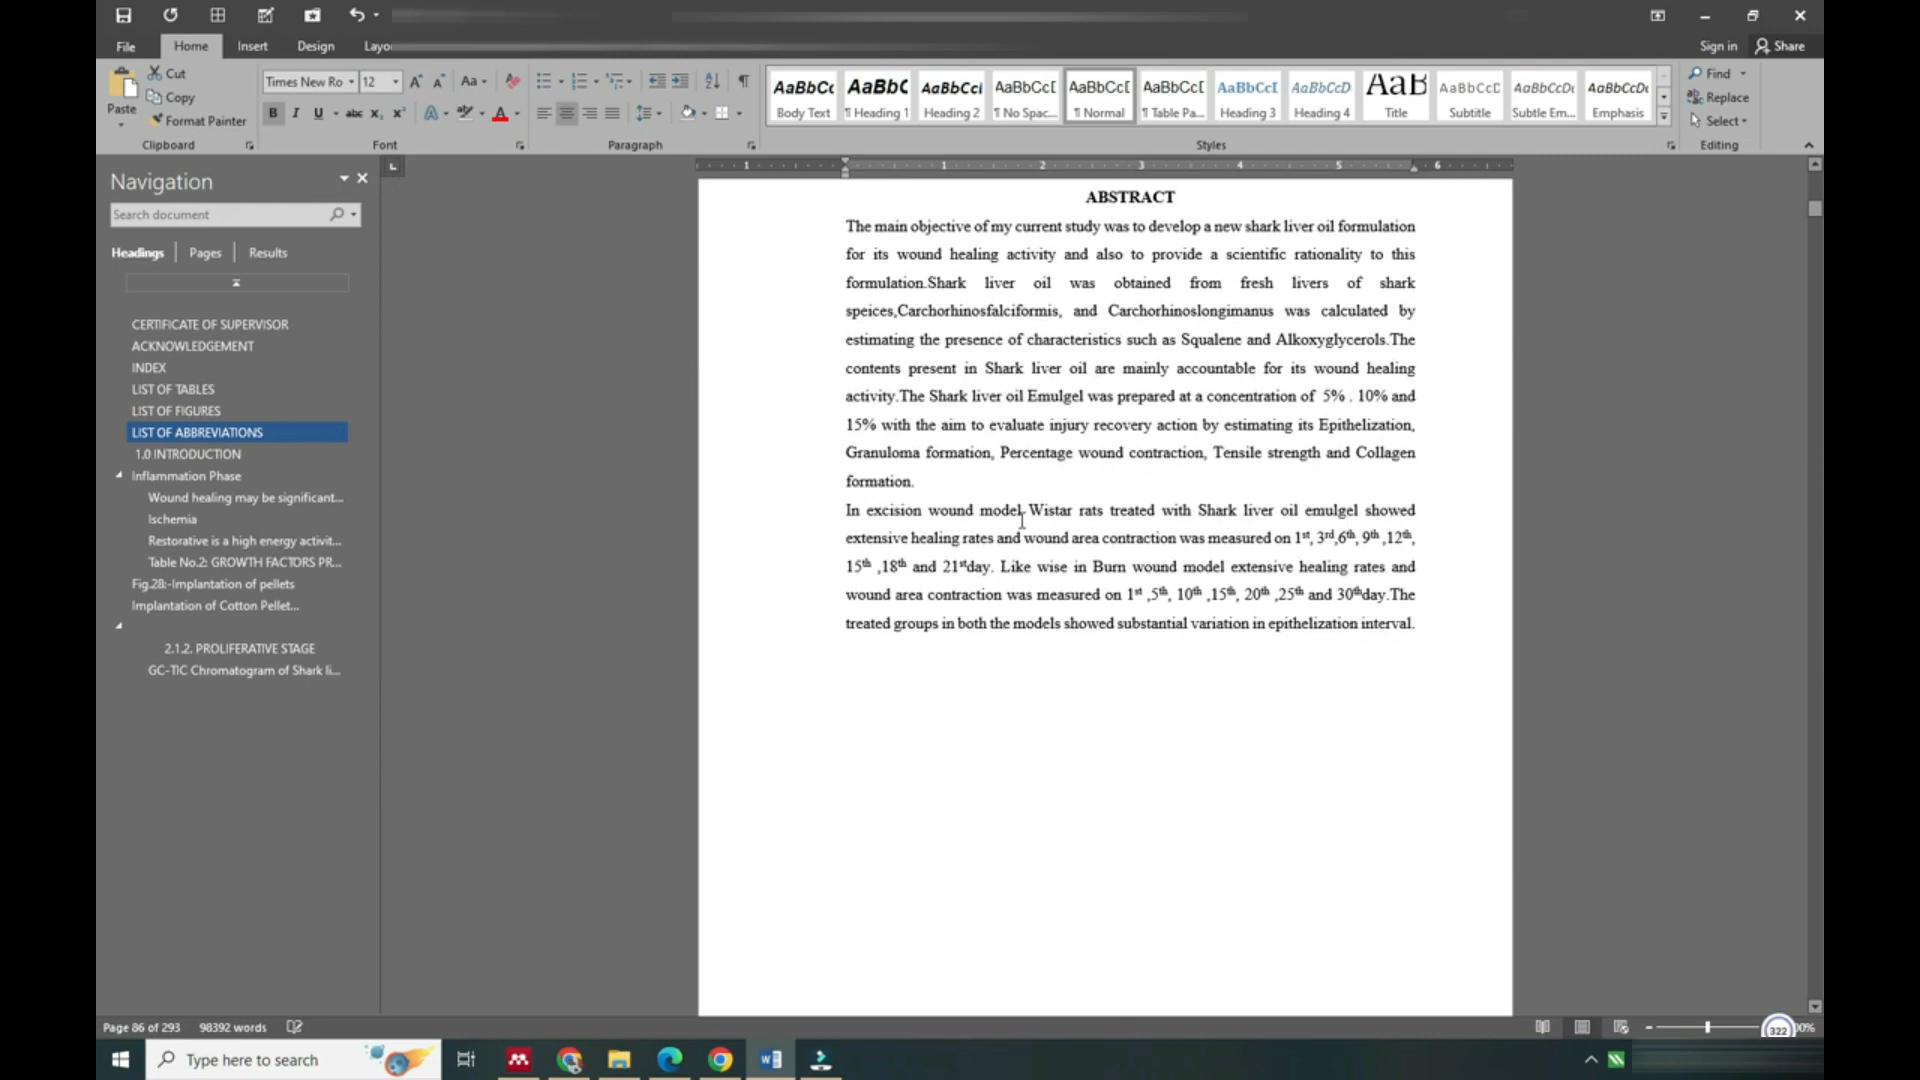 File Home Insert Design Layo Sign in Share
Cut
Copy
Format Painter
Paste
Clipboard
Times New Ro 12
Font
Paragraph
AaBbCc AaBbC AaBbCcI AaBbCcD AaBbCcD AaBbCcD AaBbCcI AaBbCcD AaB AaBbCcD AaBbCcDc AaBbCcDc
Body Text ¶ Heading 1 Heading 2 ¶ No Spac... ¶ Normal ¶ Table Pa... Heading 3 Heading 4 Title Subtitle Subtle Em... Emphasis
Styles
Find
Replace
Select
Editing
Navigation
Search document
Headings Pages Results
CERTIFICATE OF SUPERVISOR
ACKNOWLEDGEMENT
INDEX
LIST OF TABLES
LIST OF FIGURES
LIST OF ABBREVIATIONS
1.0 INTRODUCTION
Inflammation Phase
Wound healing may be significant...
Ischemia
Restorative is a high energy activit...
Table No.2: GROWTH FACTORS PR...
Fig.28:-Implantation of pellets
Implantation of Cotton Pellet...
2.1.2. PROLIFERATIVE STAGE
GC-TIC Chromatogram of Shark li...
1 1 2 3 4 5 6
ABSTRACT
The main objective of my current study was to develop a new shark liver oil formulation
for its wound healing activity and also to provide a scientific rationality to this
formulation.Shark liver oil was obtained from fresh livers of shark
speices,Carchorhinosfalciformis, and Carchorhinoslongimanus was calculated by
estimating the presence of characteristics such as Squalene and Alkoxyglycerols.The
contents present in Shark liver oil are mainly accountable for its wound healing
activity.The Shark liver oil Emulgel was prepared at a concentration of 5% . 10% and
15% with the aim to evaluate injury recovery action by estimating its Epithelization,
Granuloma formation, Percentage wound contraction, Tensile strength and Collagen
formation.
In excision wound model,Wistar rats treated with Shark liver oil emulgel showed
extensive healing rates and wound area contraction was measured on 1st, 3rd,6th, 9th ,12th,
15th ,18th and 21stday. Like wise in Burn wound model extensive healing rates and
wound area contraction was measured on 1st ,5th, 10th ,15th, 20th ,25th and 30thday.The
treated groups in both the models showed substantial variation in epithelization interval.
Page 86 of 293 98392 words
322
Type here to search